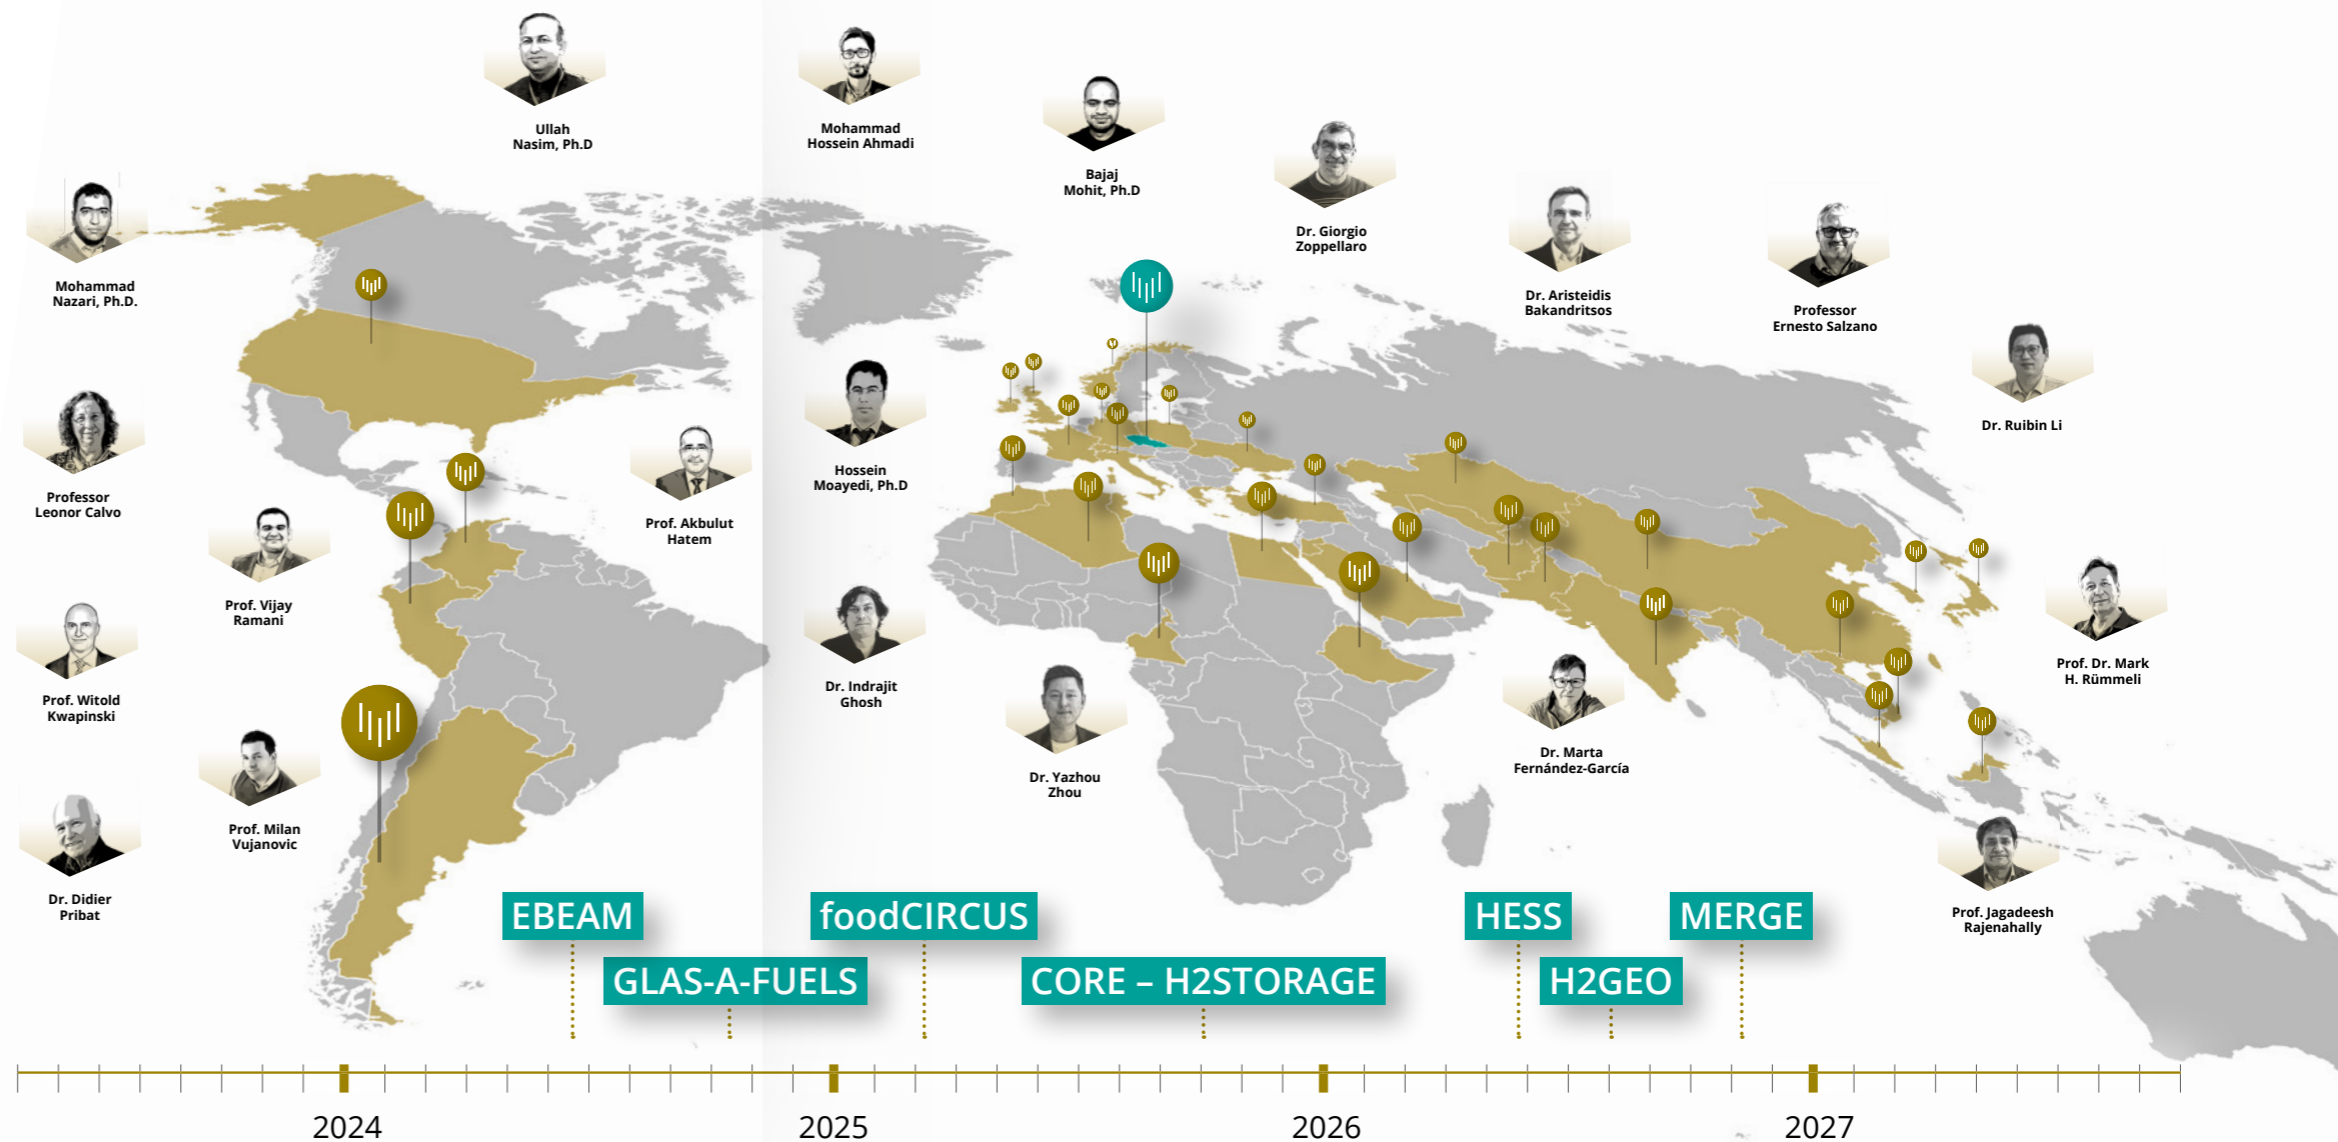 Ullah
Nasim, Ph.D
Mohammad
Hossein Ahmadi
Bajaj
Mohit, Ph.D
Dr. Giorgio
Zoppellaro
Dr. Aristeidis
Bakandritsos
Professor
Ernesto Salzano
Mohammad
Nazari, Ph.D.
Dr. Ruibin Li
Professor
Leonor Calvo
Hossein
Moayedi, Ph.D
Prof. Akbulut
Hatem
Prof. Vijay
Ramani
Prof. Witold
Kwapinski
Dr. Indrajit
Ghosh
Prof. Dr. Mark
H. Rümmeli
Dr. Yazhou
Zhou
Dr. Marta
Fernández-García
Prof. Milan
Vujanovic
Dr. Didier
Pribat
Prof. Jagadeesh
Rajenahally
EBEAM
foodCIRCUS
HESS
MERGE
GLAS-A-FUELS
CORE – H2STORAGE
H2GEO
2024
2025
2026
2027